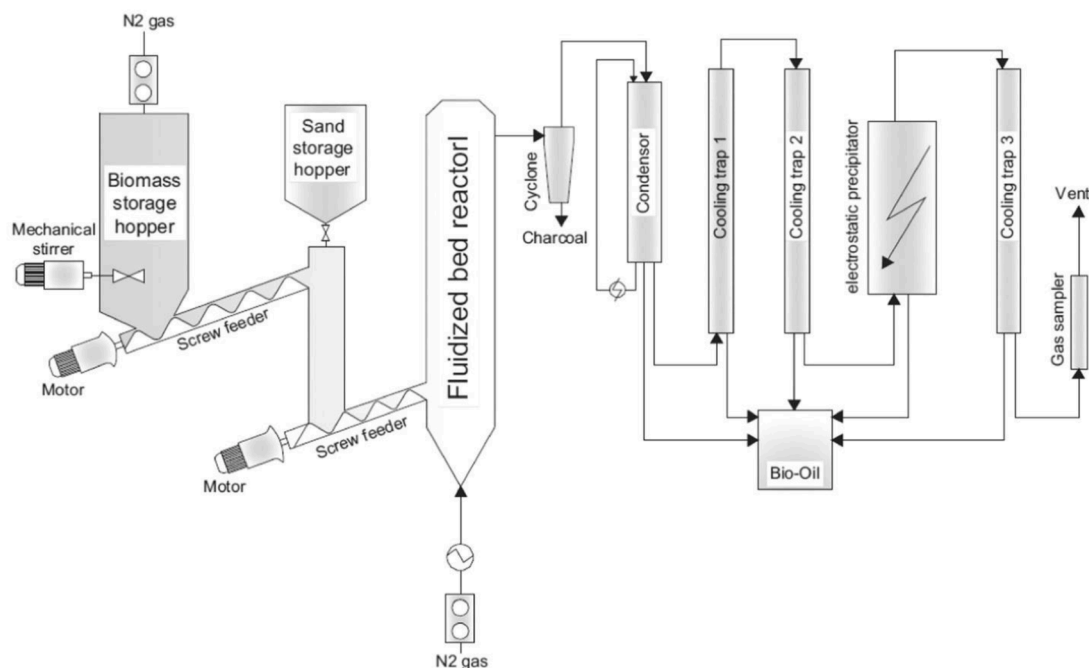 N2 gas
Biomass
storage
hopper
Mechanical
stirrer
Motor
Screw feeder
Sand
storage
hopper
Motor
Screw feeder
Fluidized bed reactorl
N2 gas
Cyclone
Charcoal
Condensor
Cooling trap 1
Cooling trap 2
electrostatic precipitator
Cooling trap 3
Bio-Oil
Gas sampler
Vent